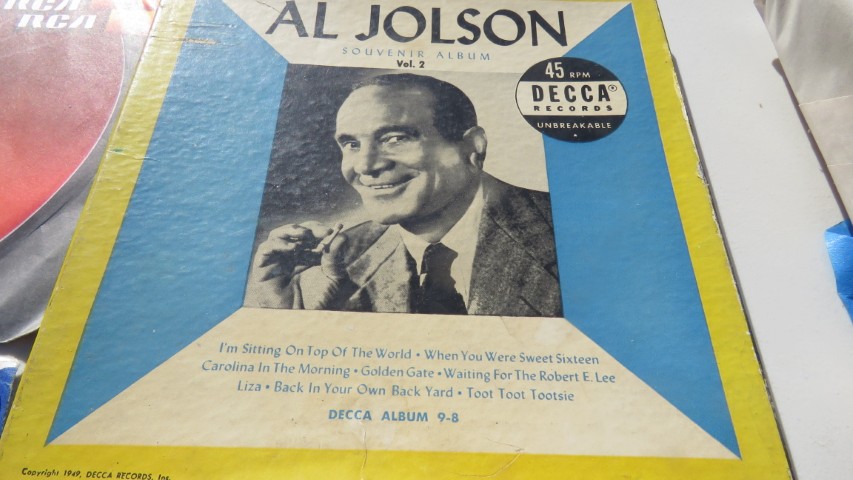 RCA
RCA
AL JOLSON
SOUVENIR ALBUM
Vol. 2
45 RPM
DECCA®
RECORDS
UNBREAKABLE
I'm Sitting On Top Of The World • When You Were Sweet Sixteen
Carolina In The Morning • Golden Gate • Waiting For The Robert E. Lee
Liza • Back In Your Own Back Yard • Toot Toot Tootsie
DECCA ALBUM 9-8
Copyright 1949, DECCA RECORDS, Inc.